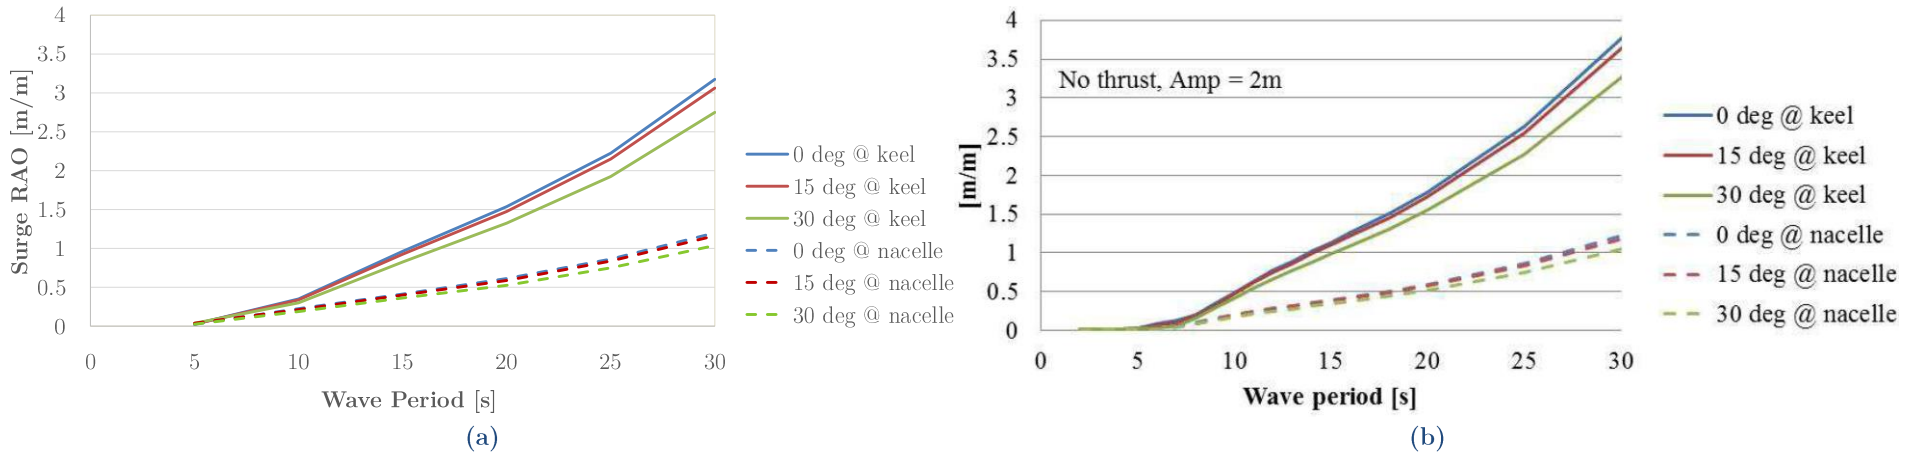 4
3.5
3
2.5
2
1.5
1
0.5
0
Surge RAO [m/m]
0 5 10 15 20 25 30
Wave Period [s]
0 deg @ keel
15 deg @ keel
30 deg @ keel
0 deg @ nacelle
15 deg @ nacelle
30 deg @ nacelle
(a)
4
3.5
3
2.5
2
1.5
1
0.5
0
[m/m]
No thrust, Amp = 2m
0 5 10 15 20 25 30
Wave period [s]
0 deg @ keel
15 deg @ keel
30 deg @ keel
0 deg @ nacelle
15 deg @ nacelle
30 deg @ nacelle
(b)